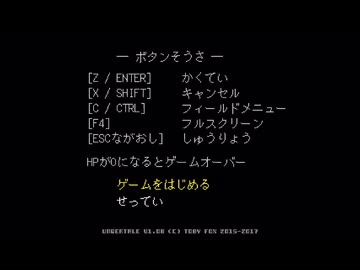 ― ボタンそうさ ―
[Z / ENTER] かくてい
[X / SHIFT] キャンセル
[C / CTRL] フィールドメニュー
[F4] フルスクリーン
[ESCながおし] しゅうりょう
HPが0になるとゲームオーバー
ゲームをはじめる
せってい
UNDERTALE V1.08 (C) TOBY FOX 2015-2017